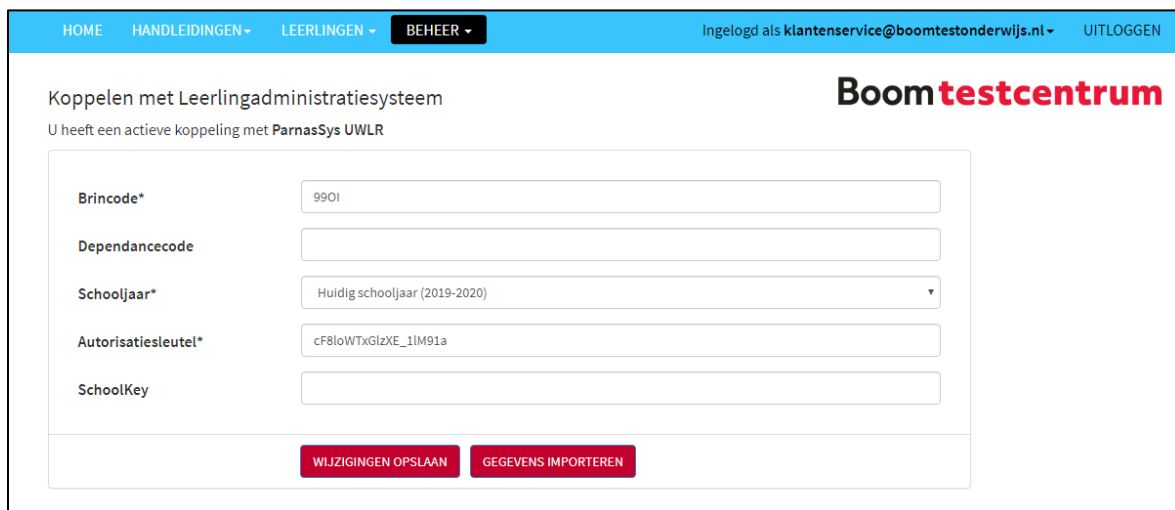 HOME HANDLEIDINGEN LEERLINGEN BEHEER Ingelogd als klantenservice@boomtestonderwijs.nl UITLOGGEN
Boom testcentrum
Koppelen met Leerlingadministratiesysteem
U heeft een actieve koppeling met ParnasSys UWLR
Brincode* 99OI
Dependancecode
Schooljaar* Huidig schooljaar (2019-2020)
Autorisatiesleutel* cF8loWTxGlzXE_1lM91a
SchoolKey
WIJZIGINGEN OPSLAAN GEGEVENS IMPORTEREN